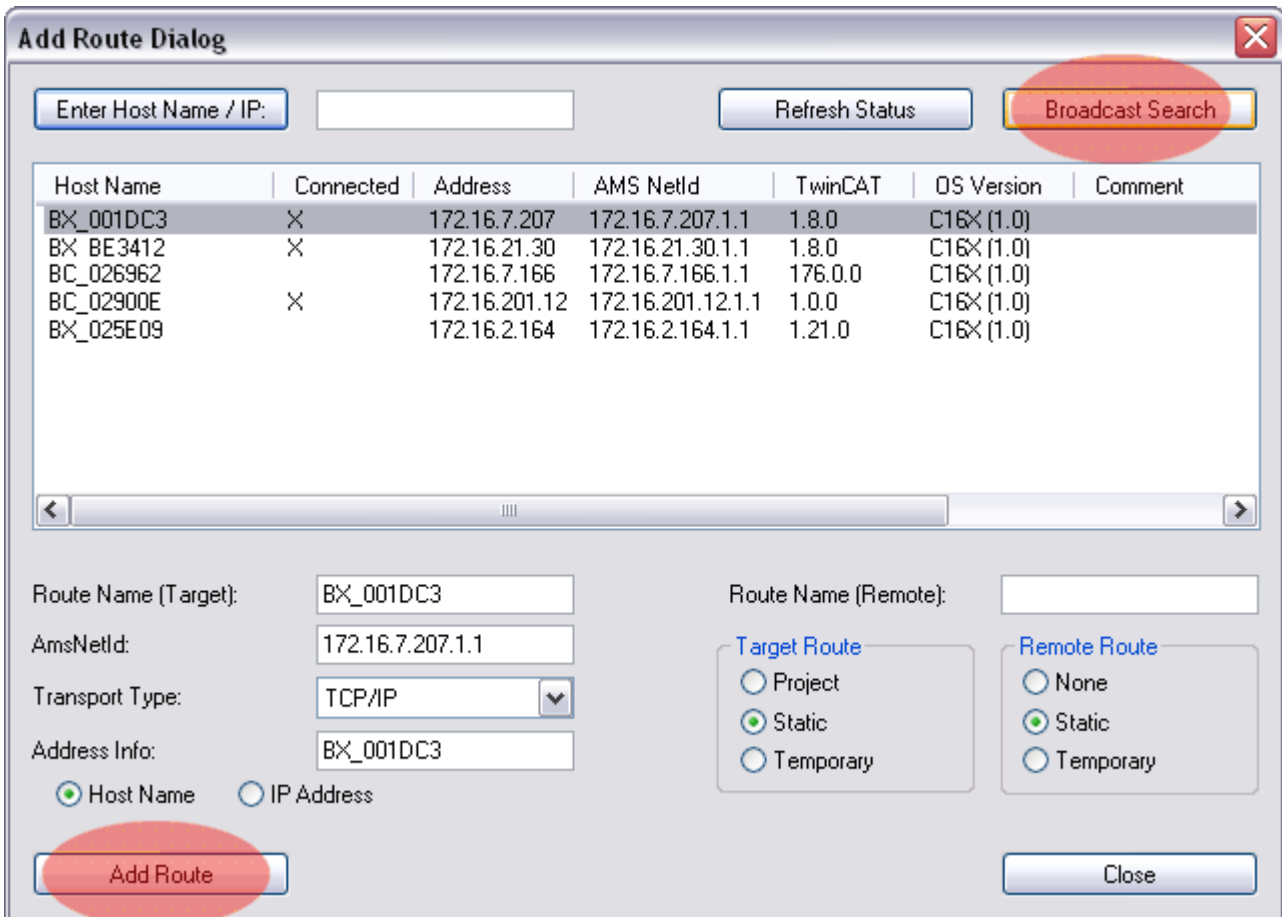 Add Route Dialog
Enter Host Name / IP:
Refresh Status
Broadcast Search
Host Name Connected Address AMS NetId TwinCAT OS Version Comment
BX_001DC3 X 172.16.7.207 172.16.7.207.1.1 1.8.0 C16X (1.0)
BX_BE3412 X 172.16.21.30 172.16.21.30.1.1 1.8.0 C16X (1.0)
BC_026962 172.16.7.166 172.16.7.166.1.1 176.0.0 C16X (1.0)
BC_02900E X 172.16.201.12 172.16.201.12.1.1 1.0.0 C16X (1.0)
BX_025E09 172.16.2.164 172.16.2.164.1.1 1.21.0 C16X (1.0)
Route Name (Target): BX_001DC3
Route Name (Remote):
AmsNetId: 172.16.7.207.1.1
Transport Type: TCP/IP
Address Info: BX_001DC3
Host Name IP Address
Target Route
Project
Static
Temporary
Remote Route
None
Static
Temporary
Add Route
Close